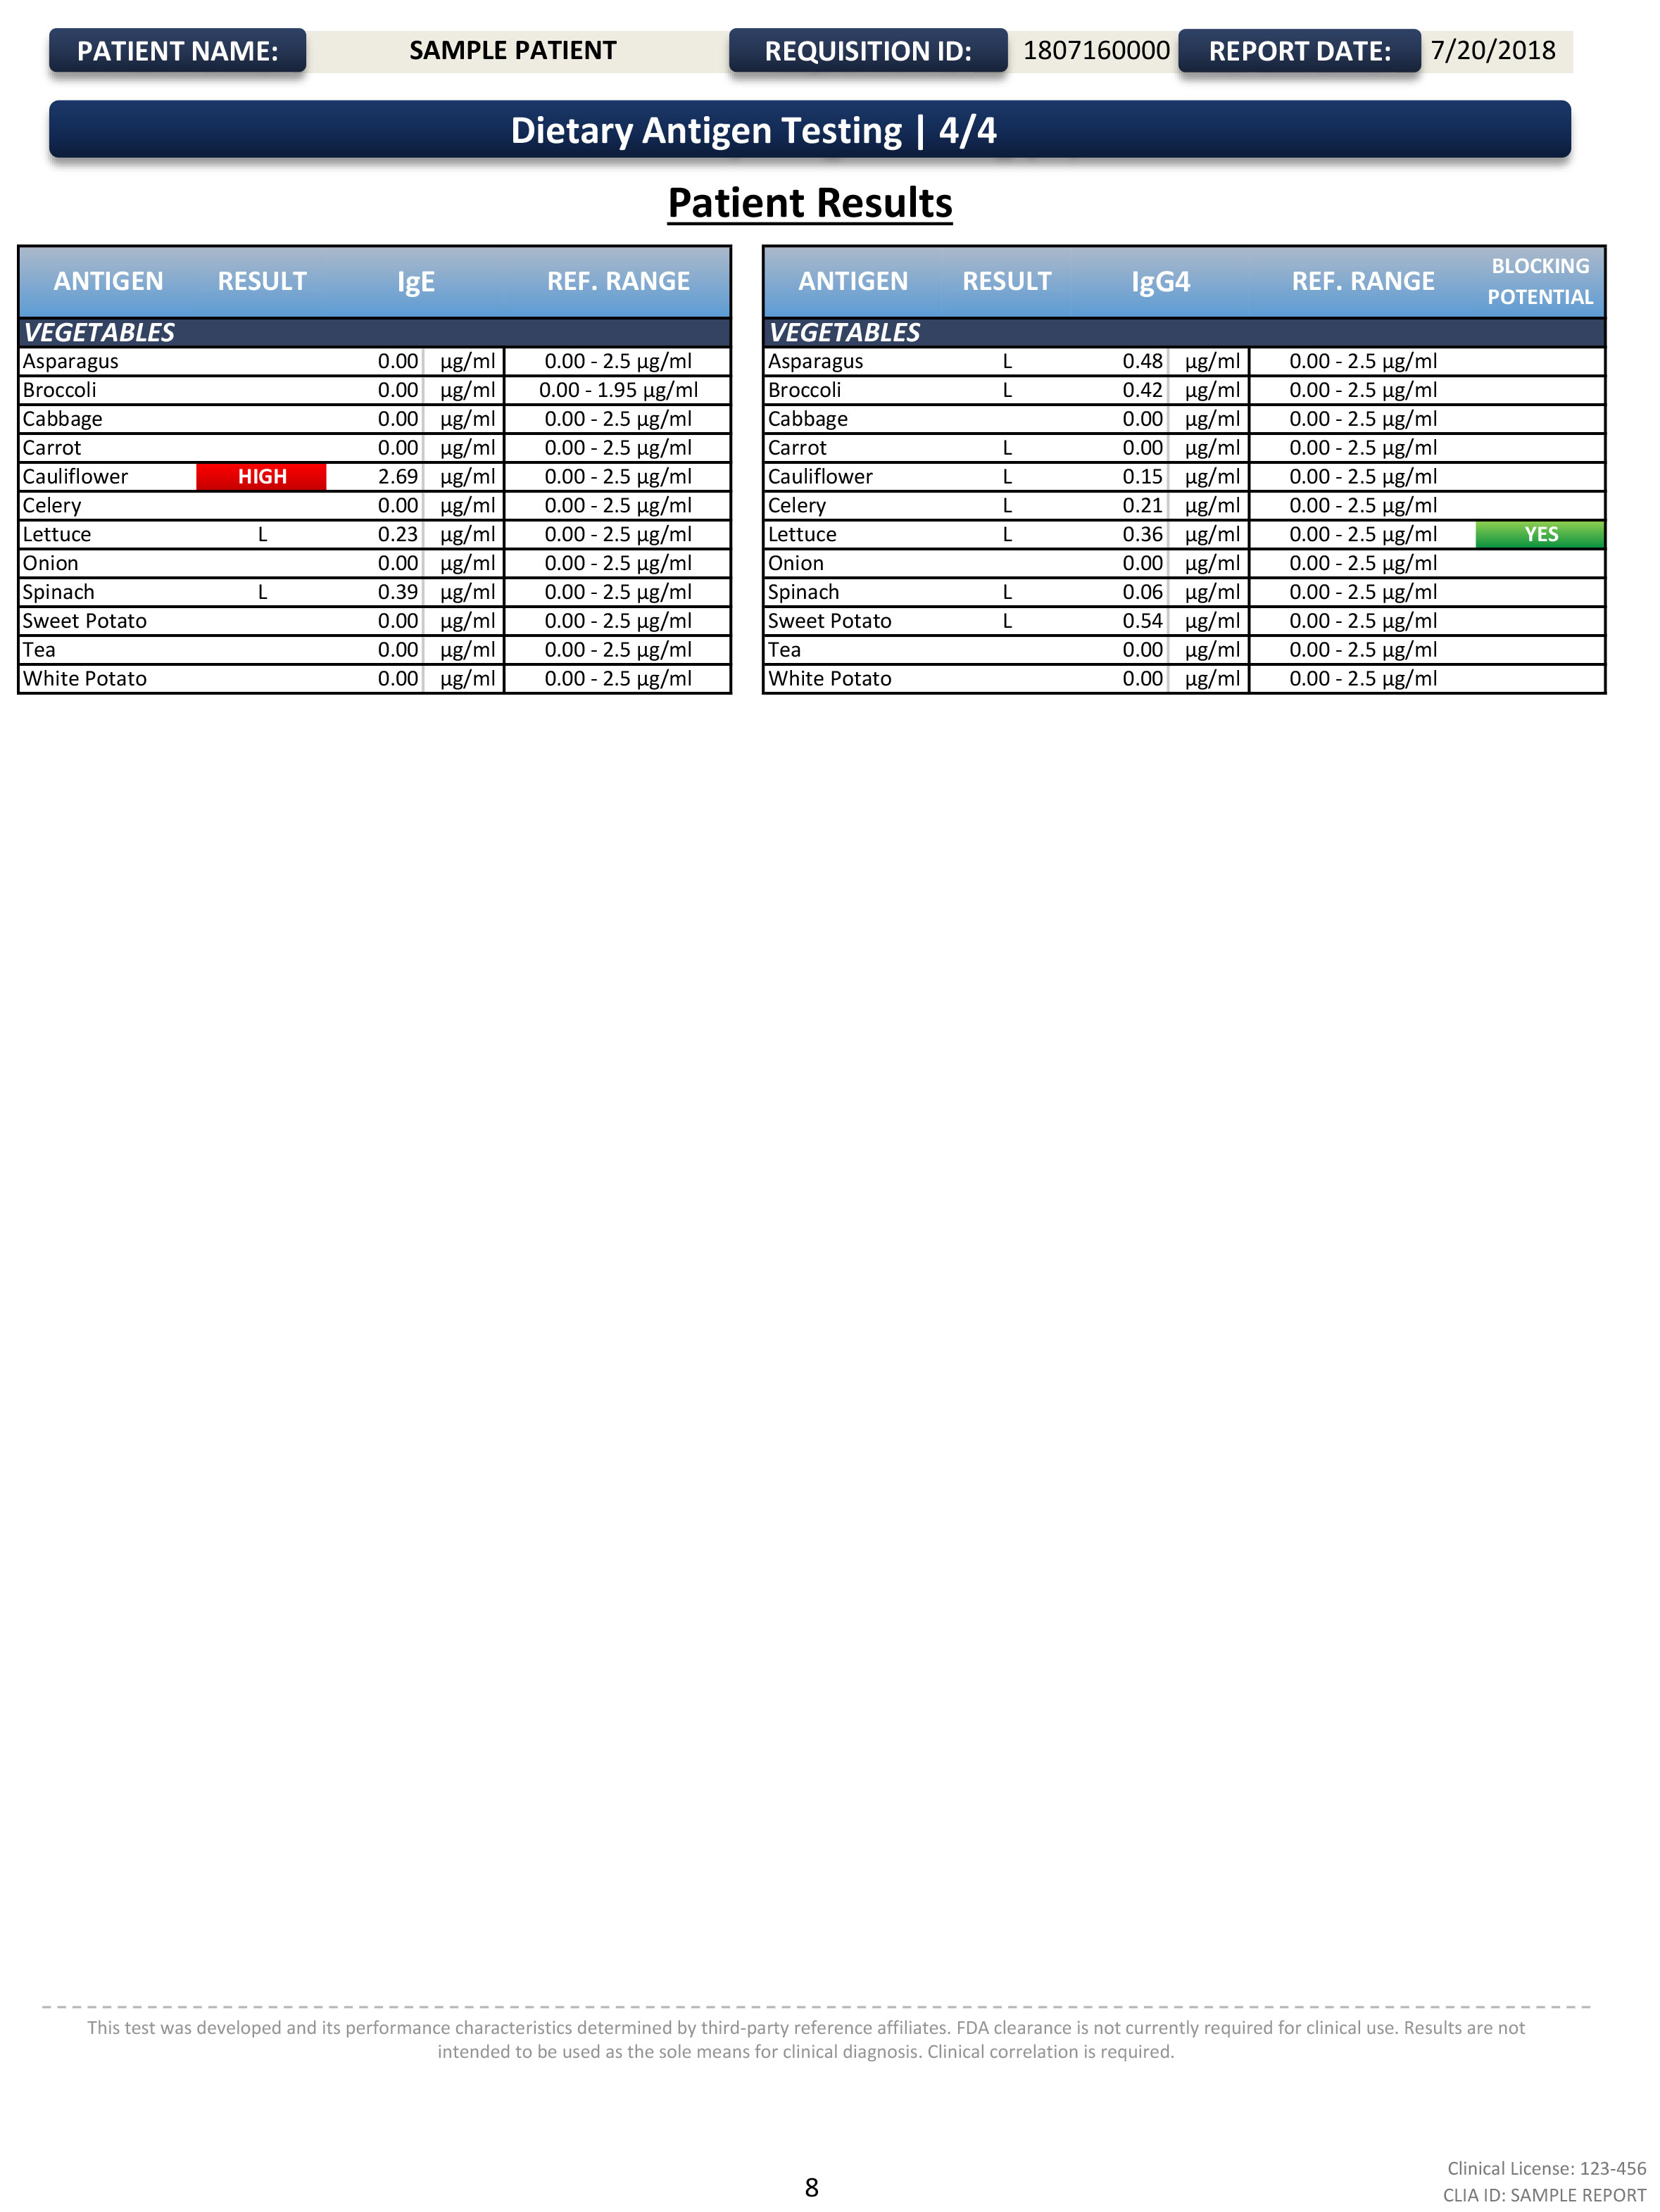 PATIENT NAME: SAMPLE PATIENT REQUISITION ID: 1807160000 REPORT DATE: 7/20/2018
Dietary Antigen Testing | 4/4
Patient Results
ANTIGEN RESULT IgE REF. RANGE
VEGETABLES
Asparagus 0.00 µg/ml 0.00 - 2.5 µg/ml
Broccoli 0.00 µg/ml 0.00 - 1.95 µg/ml
Cabbage 0.00 µg/ml 0.00 - 2.5 µg/ml
Carrot 0.00 µg/ml 0.00 - 2.5 µg/ml
Cauliflower HIGH 2.69 µg/ml 0.00 - 2.5 µg/ml
Celery 0.00 µg/ml 0.00 - 2.5 µg/ml
Lettuce L 0.23 µg/ml 0.00 - 2.5 µg/ml
Onion 0.00 µg/ml 0.00 - 2.5 µg/ml
Spinach L 0.39 µg/ml 0.00 - 2.5 µg/ml
Sweet Potato 0.00 µg/ml 0.00 - 2.5 µg/ml
Tea 0.00 µg/ml 0.00 - 2.5 µg/ml
White Potato 0.00 µg/ml 0.00 - 2.5 µg/ml
ANTIGEN RESULT IgG4 REF. RANGE BLOCKING POTENTIAL
VEGETABLES
Asparagus L 0.48 µg/ml 0.00 - 2.5 µg/ml
Broccoli L 0.42 µg/ml 0.00 - 2.5 µg/ml
Cabbage 0.00 µg/ml 0.00 - 2.5 µg/ml
Carrot L 0.00 µg/ml 0.00 - 2.5 µg/ml
Cauliflower L 0.15 µg/ml 0.00 - 2.5 µg/ml
Celery L 0.21 µg/ml 0.00 - 2.5 µg/ml
Lettuce L 0.36 µg/ml 0.00 - 2.5 µg/ml YES
Onion 0.00 µg/ml 0.00 - 2.5 µg/ml
Spinach L 0.06 µg/ml 0.00 - 2.5 µg/ml
Sweet Potato L 0.54 µg/ml 0.00 - 2.5 µg/ml
Tea 0.00 µg/ml 0.00 - 2.5 µg/ml
White Potato 0.00 µg/ml 0.00 - 2.5 µg/ml
This test was developed and its performance characteristics determined by third-party reference affiliates. FDA clearance is not currently required for clinical use. Results are not
intended to be used as the sole means for clinical diagnosis. Clinical correlation is required.
8
Clinical License: 123-456
CLIA ID: SAMPLE REPORT